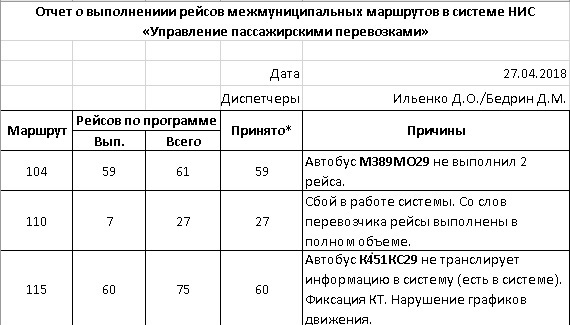 Отчет о выполнениии рейсов межмуниципальных маршрутов в системе НИС
«Управление пассажирскими перевозками»
Дата 27.04.2018
Диспетчеры Ильенко Д.О./Бедрин Д.М.
Маршрут Рейсов по программе Принято* Причины
Вып. Всего
104 59 61 59 Автобус М389МО29 не выполнил 2
рейса.
110 7 27 27 Сбой в работе системы. Со слов
перевозчика рейсы выполнены в
полном объеме.
115 60 75 60 Автобус К451КС29 не транслирует
информацию в систему (есть в системе).
Фиксация КТ. Нарушение графиков
движения.